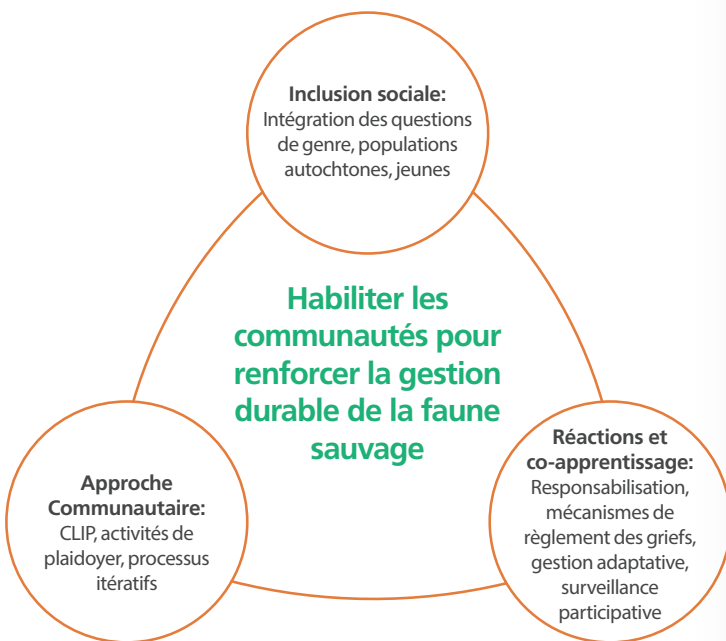 Inclusion sociale:
Intégration des questions
de genre, populations
autochtones, jeunes
Habiliter les
communautés pour
renforcer la gestion
durable de la faune
sauvage
Approche
Communautaire:
CLIP, activités de
plaidoyer, processus
itératifs
Réactions et
co-apprentissage:
Responsabilisation,
mécanismes de
règlement des griefs,
gestion adaptative,
surveillance
participative